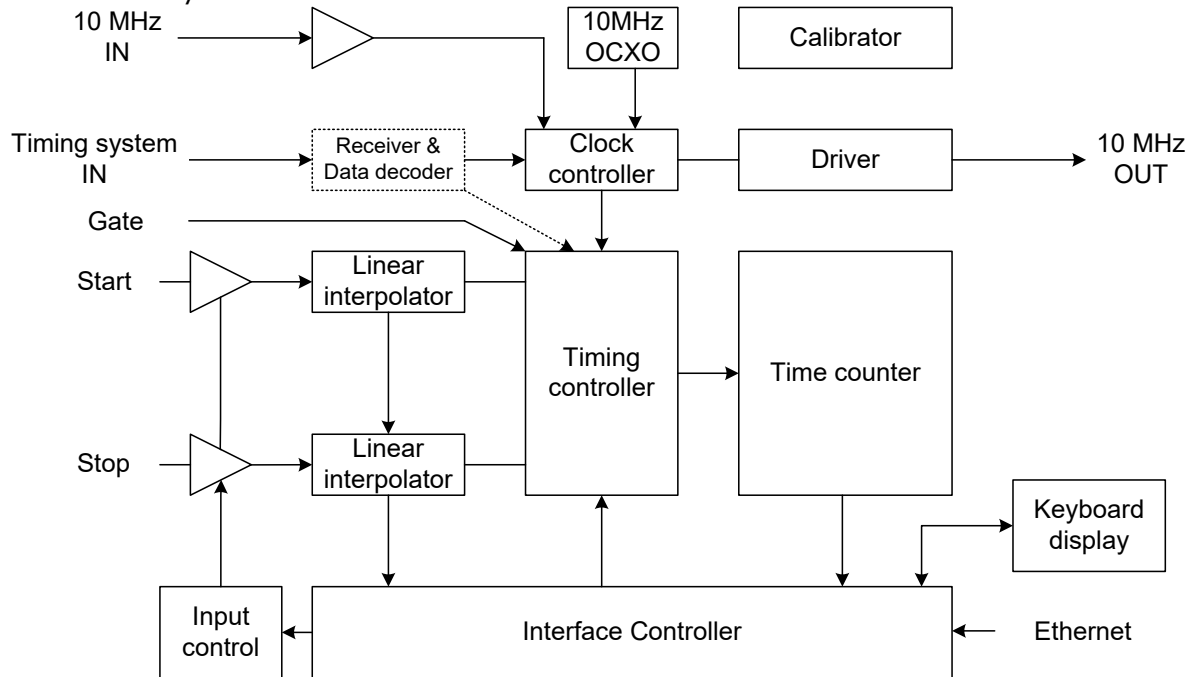 10 MHz
IN
10MHz
OCXO
Calibrator
Timing system
IN
Receiver &
Data decoder
Clock
controller
Driver
10 MHz
OUT
Gate
Start
Linear
interpolator
Timing
controller
Time counter
Stop
Linear
interpolator
Keyboard
display
Input
control
Interface Controller
Ethernet